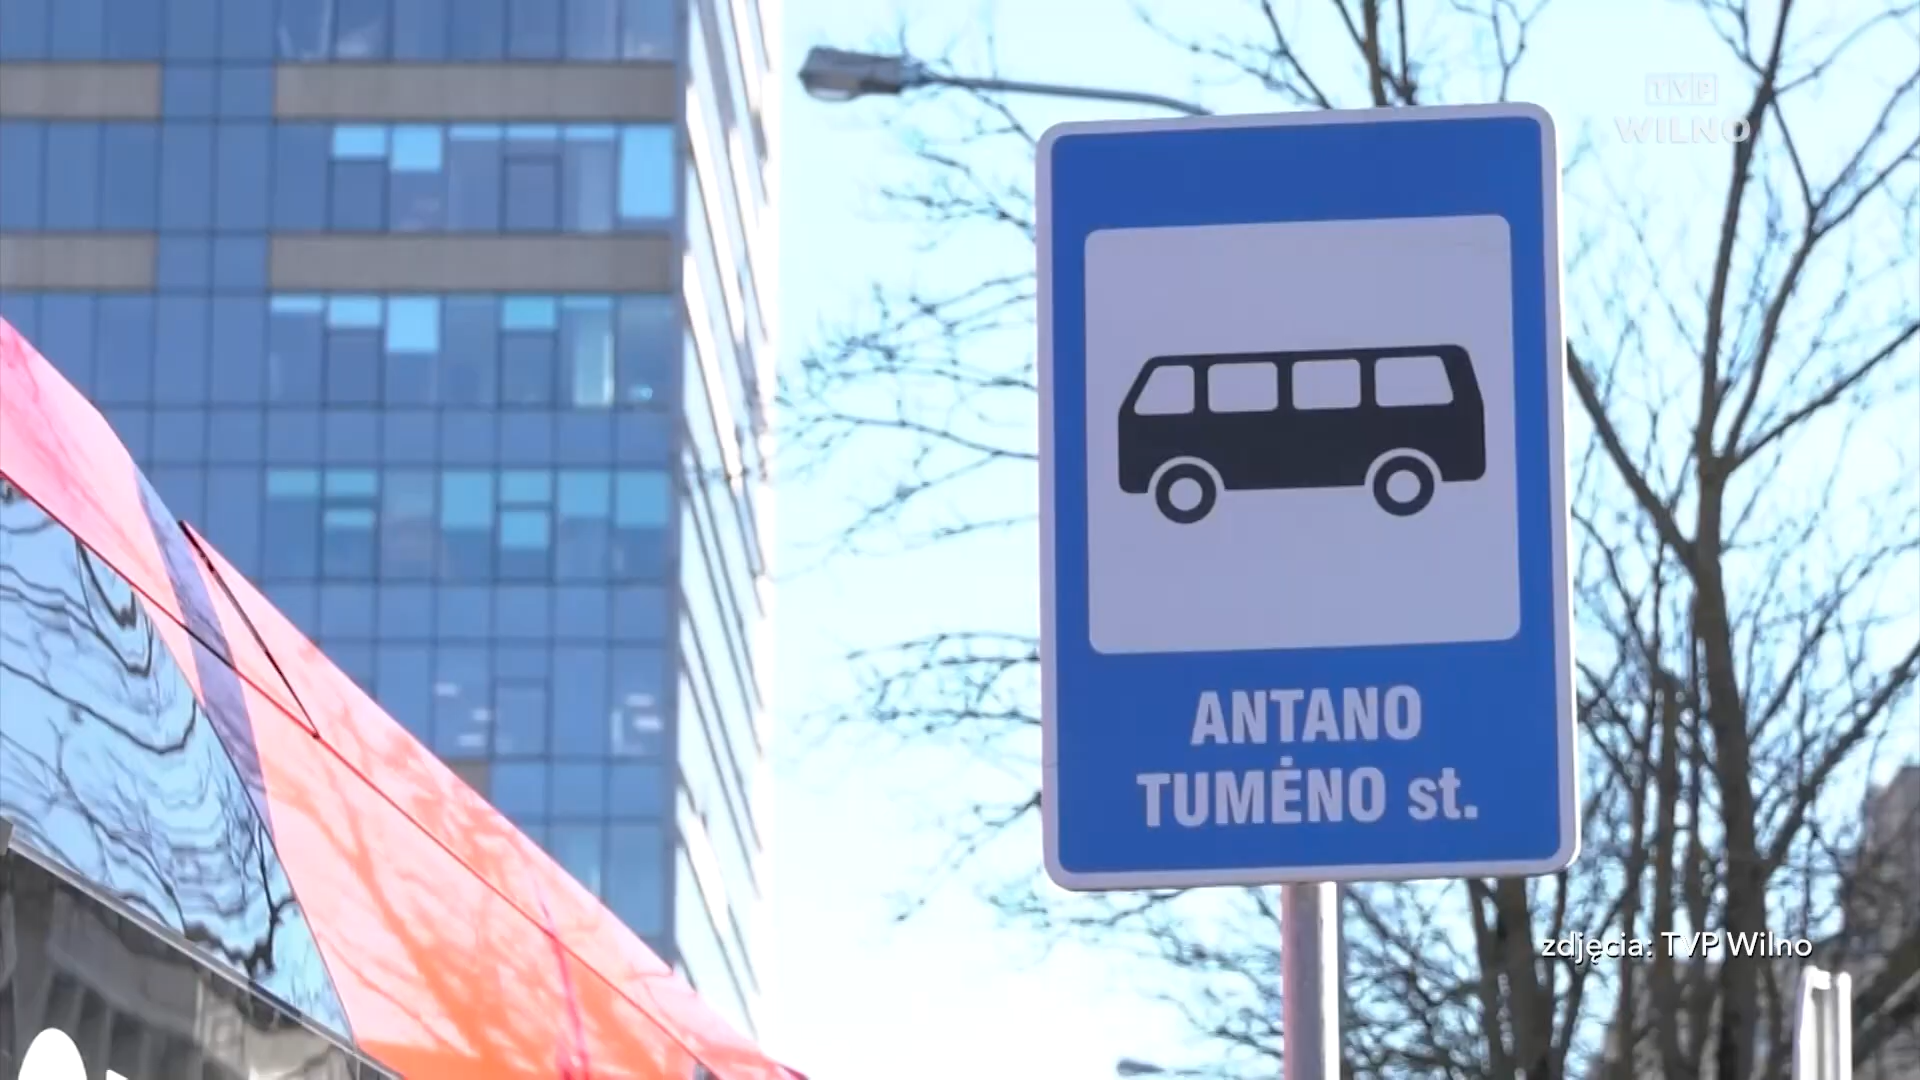 TVP
WILNO
ANTANO
TUMĖNO st.
zdjęcia: TVP Wilno